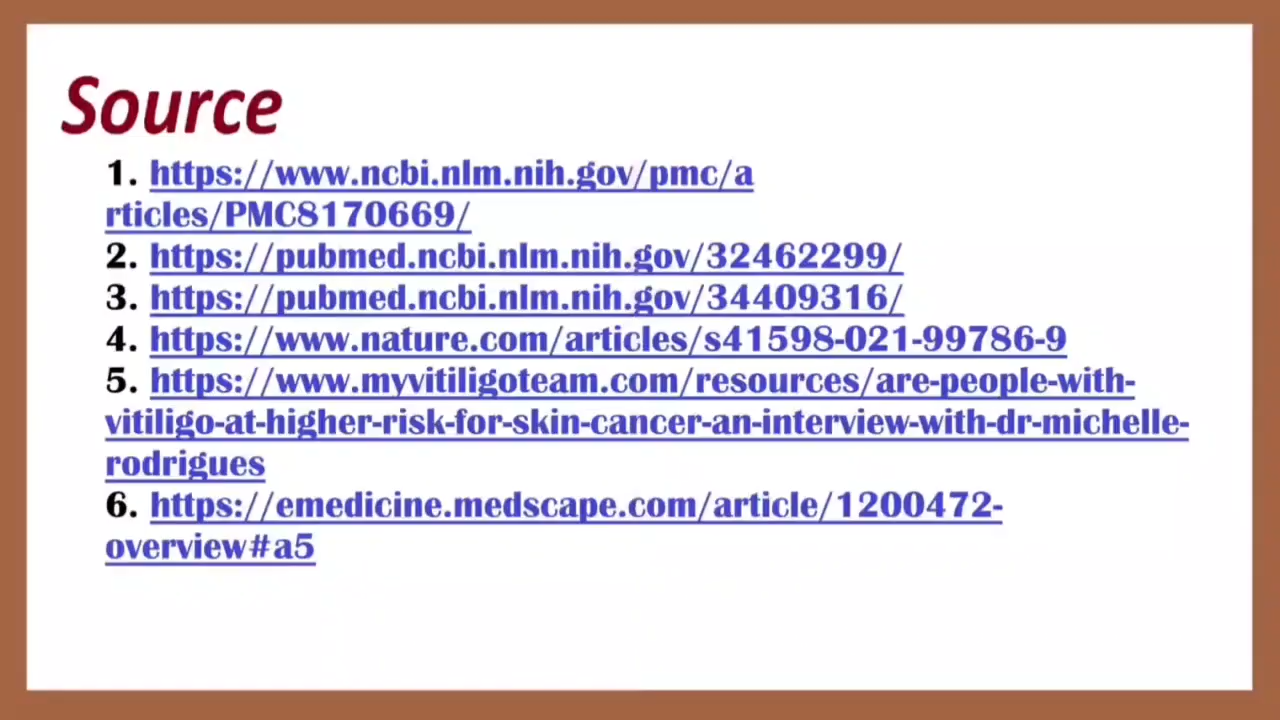 Source
1. https://www.ncbi.nlm.nih.gov/pmc/a
rticles/PMC8170669/
2. https://pubmed.ncbi.nlm.nih.gov/32462299/
3. https://pubmed.ncbi.nlm.nih.gov/34409316/
4. https://www.nature.com/articles/s41598-021-99786-9
5. https://www.myvitiligoteam.com/resources/are-people-with-
vitiligo-at-higher-risk-for-skin-cancer-an-interview-with-dr-michelle-
rodrigues
6. https://emedicine.medscape.com/article/1200472-
overview#a5